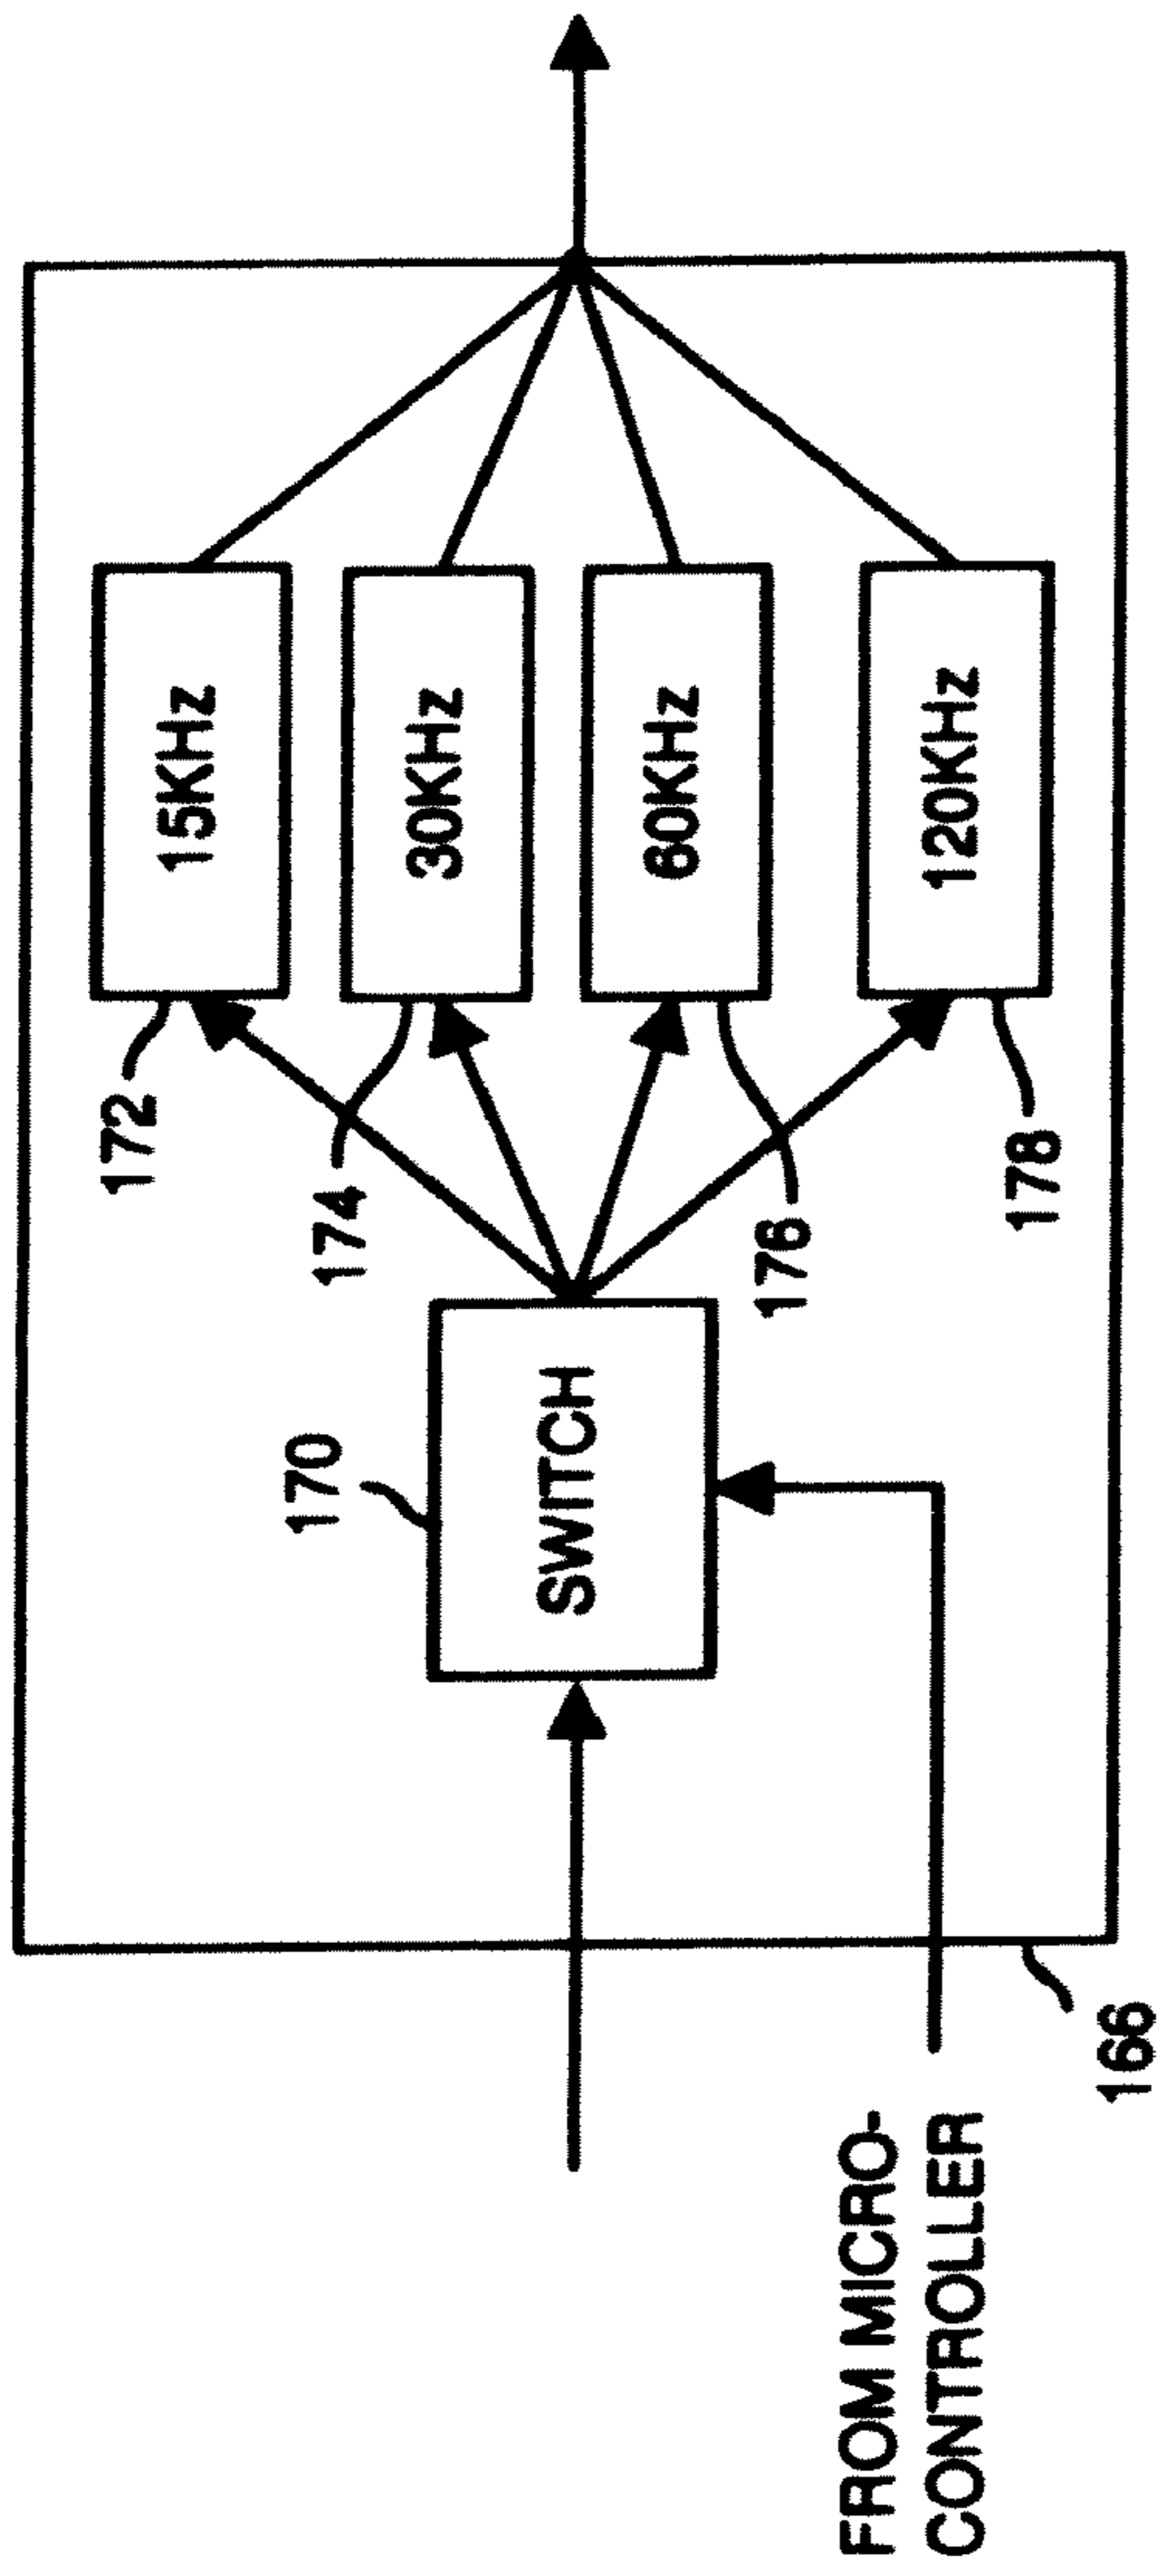 170
SWITCH
172
15KHz
174
30KHz
176
60KHz
178
120KHz
FROM MICRO-
CONTROLLER
166